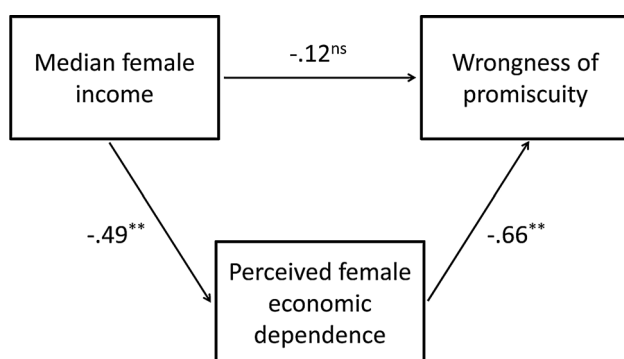 Median female
income
-.12ns
Wrongness of
promiscuity
-.49**
-.66**
Perceived female
economic
dependence